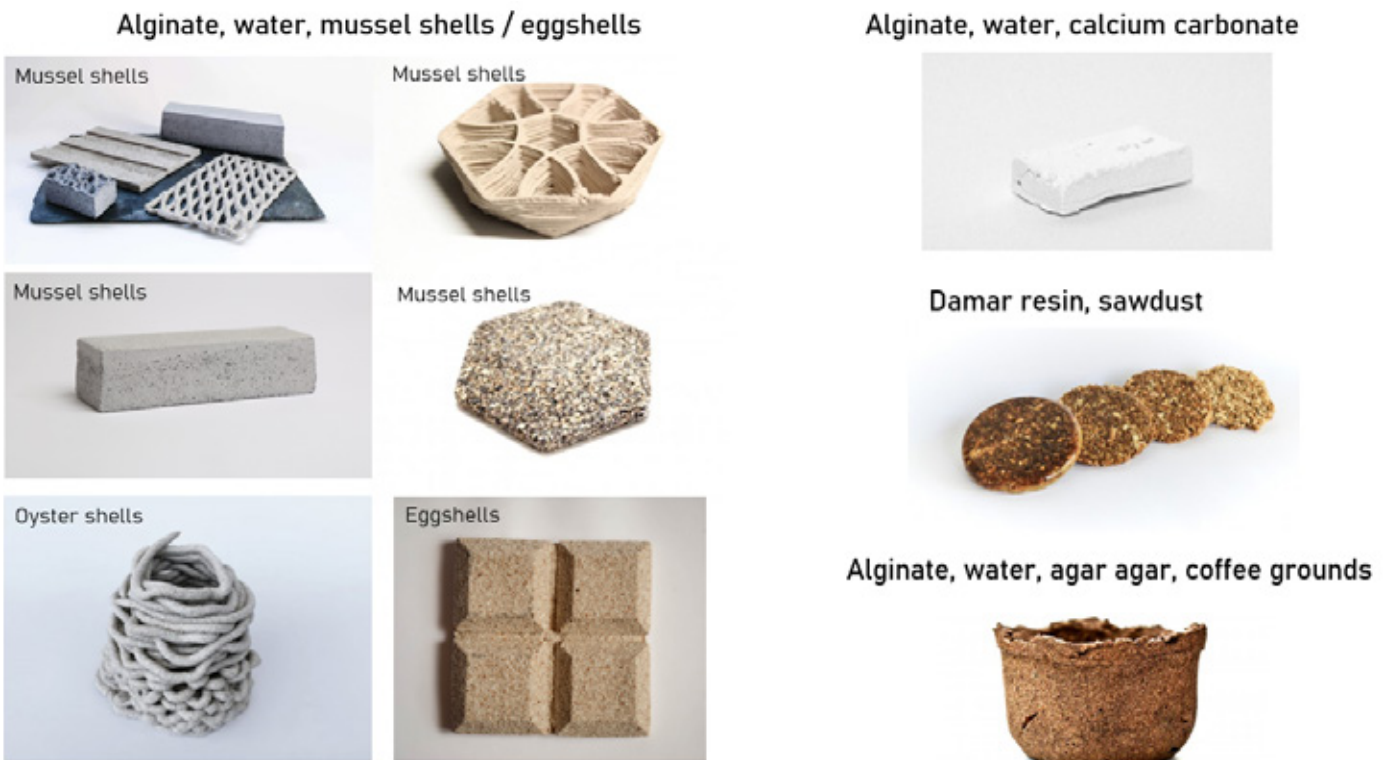 Alginate, water, mussel shells / eggshells
Mussel shells
Mussel shells
Mussel shells
Mussel shells
Oyster shells
Eggshells
Alginate, water, calcium carbonate
Damar resin, sawdust
Alginate, water, agar agar, coffee grounds